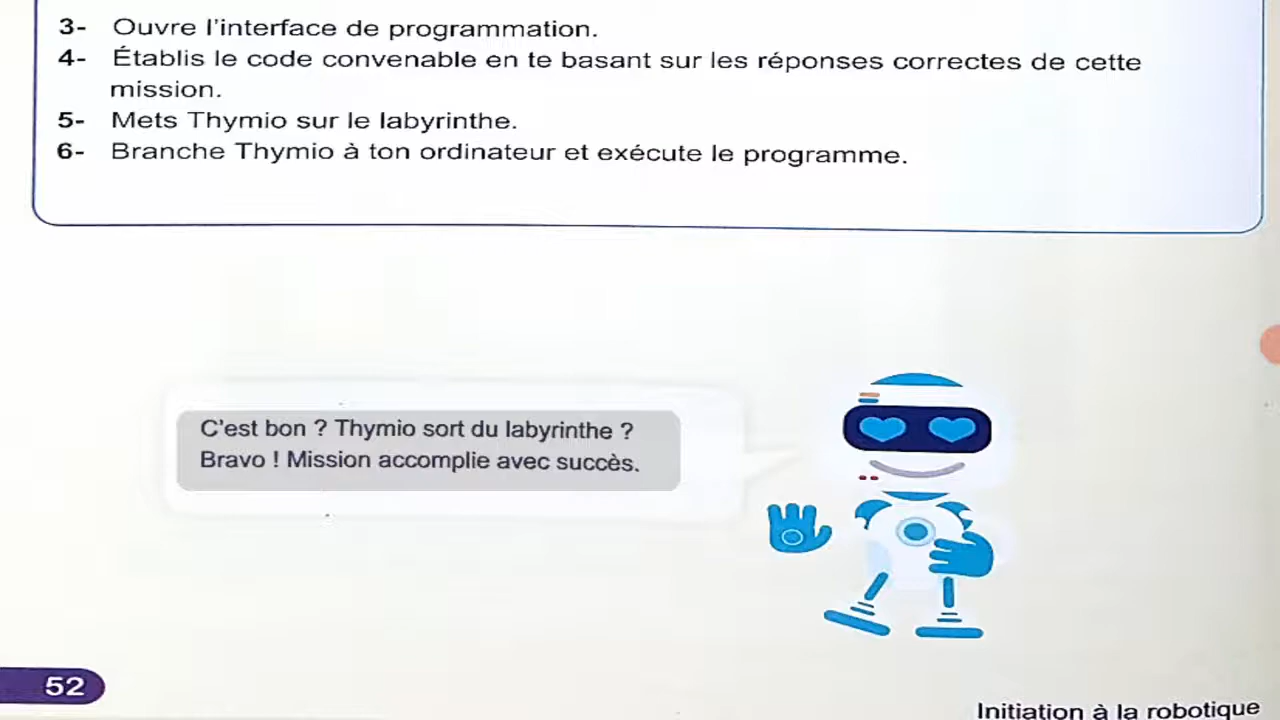 3- Ouvre l'interface de programmation.
4- Établis le code convenable en te basant sur les réponses correctes de cette
mission.
5- Mets Thymio sur le labyrinthe.
6- Branche Thymio à ton ordinateur et exécute le programme.
C'est bon ? Thymio sort du labyrinthe ?
Bravo ! Mission accomplie avec succès.
52
Initiation à la robotique